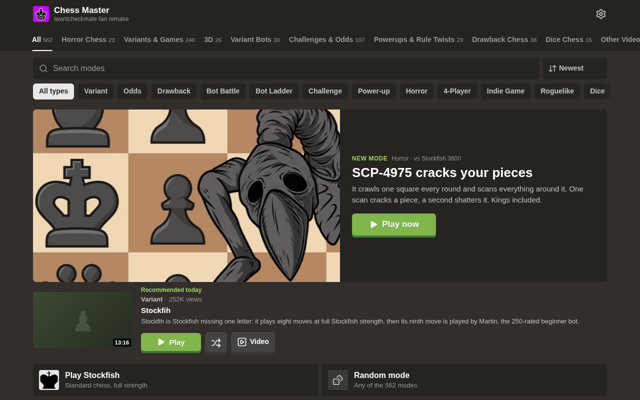 Chess Master
iwantcheckmate fan remake
All 562 Horror Chess 23 Variants & Games 240 3D 26 Variant Bots 30 Challenges & Odds 107 Powerups & Rule Twists 29 Drawback Chess 38 Dice Chess 15 Other Video
Search modes
Newest
All types Variant Odds Drawback Bot Battle Bot Ladder Challenge Power-up Horror 4-Player Indie Game Roguelike Dice
NEW MODE Horror · vs Stockfish 3600
SCP-4975 cracks your pieces
It crawls one square every round and scans everything around it. One
scan cracks a piece, a second shatters it. Kings included.
Play now
Recommended today
Variant · 252K views
Stockfih
Stockfih is Stockfish missing one letter: it plays eight moves at full Stockfish strength, then its ninth move is played by Martin, the 250-rated beginner bot.
13:16
Play Video
Play Stockfish
Standard chess, full strength
Random mode
Any of the 562 modes